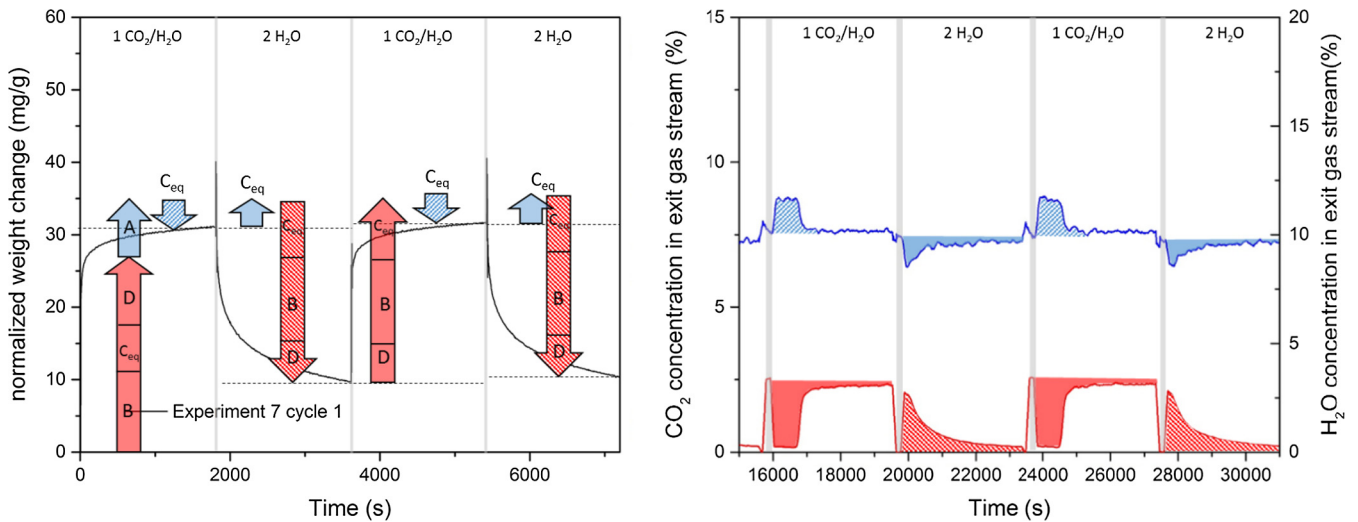 normalized weight change (mg/g)
60
50
40
30
20
10
0
1 CO₂/H₂O
2 H₂O
1 CO₂/H₂O
2 H₂O
A
D
Ceq
B
Ceq
Ceq
Ceq
B
D
Ceq
Ceq
B
D
Ceq
Ceq
B
D
Experiment 7 cycle 1
0
2000
4000
6000
Time (s)
CO₂ concentration in exit gas stream (%)
15
10
5
0
1 CO₂/H₂O
2 H₂O
1 CO₂/H₂O
2 H₂O
20
15
10
5
0
H₂O concentration in exit gas stream(%)
16000
18000
20000
22000
24000
26000
28000
30000
Time (s)